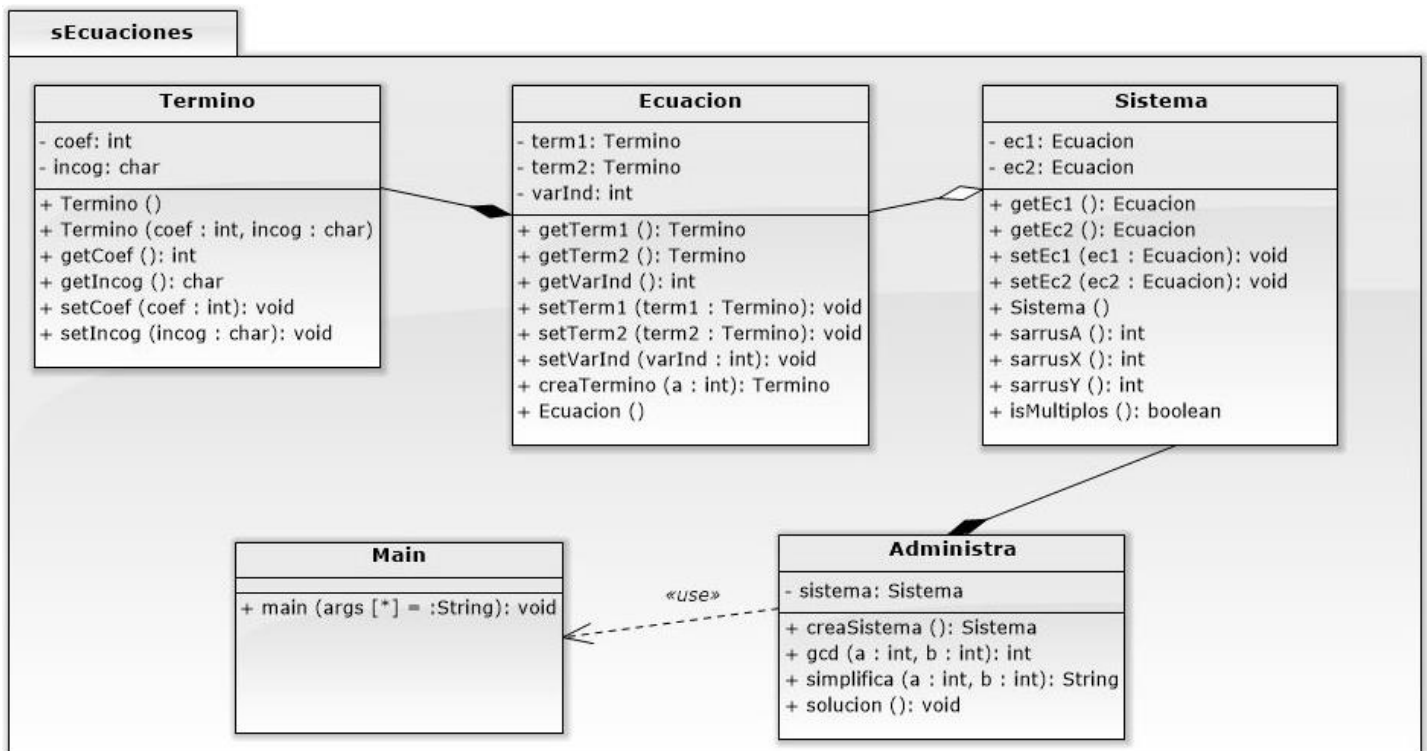 sEcuaciones
Termino
- coef: int
- incog: char
+ Termino ()
+ Termino (coef : int, incog : char)
+ getCoef (): int
+ getIncog (): char
+ setCoef (coef : int): void
+ setIncog (incog : char): void
Ecuacion
- term1: Termino
- term2: Termino
- varInd: int
+ getTerm1 (): Termino
+ getTerm2 (): Termino
+ getVarInd (): int
+ setTerm1 (term1 : Termino): void
+ setTerm2 (term2 : Termino): void
+ setVarInd (varInd : int): void
+ creaTermino (a : int): Termino
+ Ecuacion ()
Sistema
- ec1: Ecuacion
- ec2: Ecuacion
+ getEc1 (): Ecuacion
+ getEc2 (): Ecuacion
+ setEc1 (ec1 : Ecuacion): void
+ setEc2 (ec2 : Ecuacion): void
+ Sistema ()
+ sarrusA (): int
+ sarrusX (): int
+ sarrusY (): int
+ isMultiplos (): boolean
Main
+ main (args [*] = :String): void
«use»
Administra
- sistema: Sistema
+ creaSistema (): Sistema
+ gcd (a : int, b : int): int
+ simplifica (a : int, b : int): String
+ solucion (): void